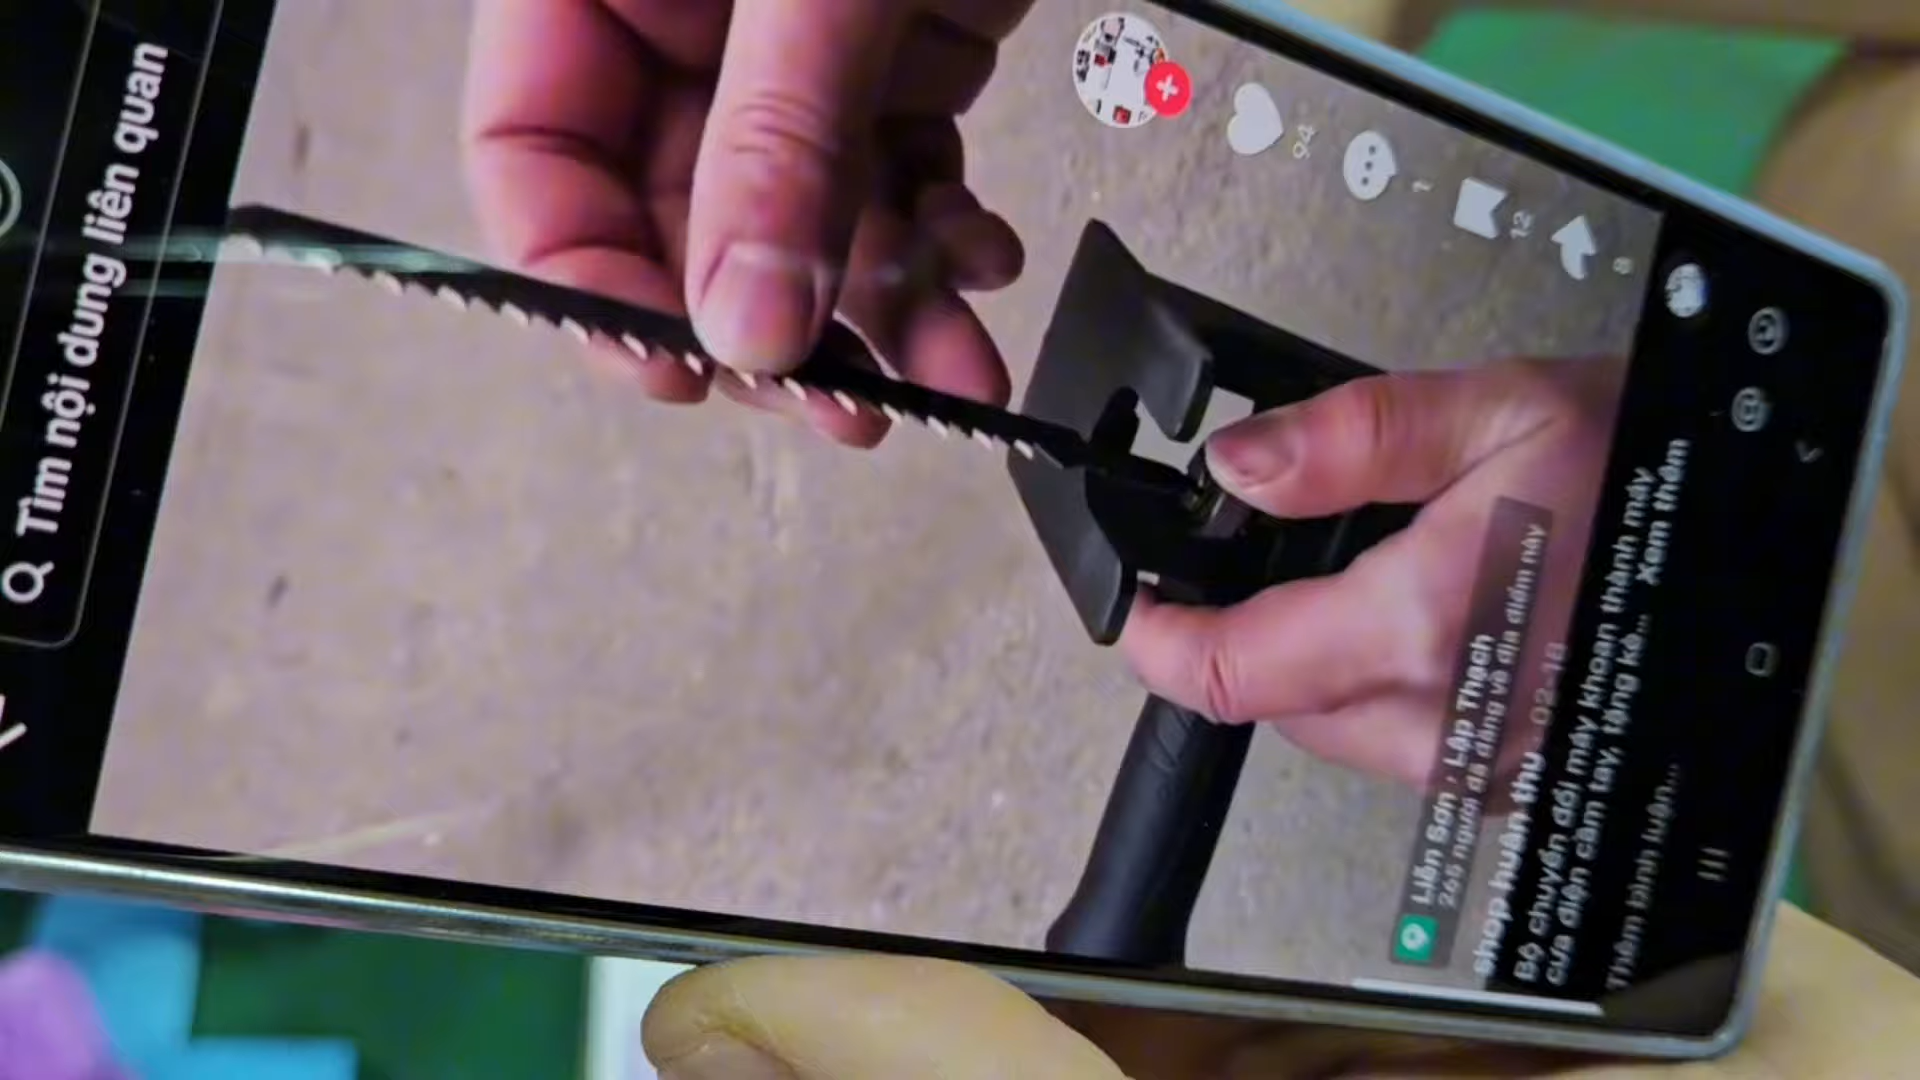 Tìm nội dung liên quan
94
1
12
8
Liễn Sơn · Lập Thạch
265 người đã đăng về địa điểm này
shop huân thu · 02-18
Bộ chuyển đổi máy khoan thành máy
cưa điện cầm tay, tặng kè... Xem thêm
Thêm bình luận...